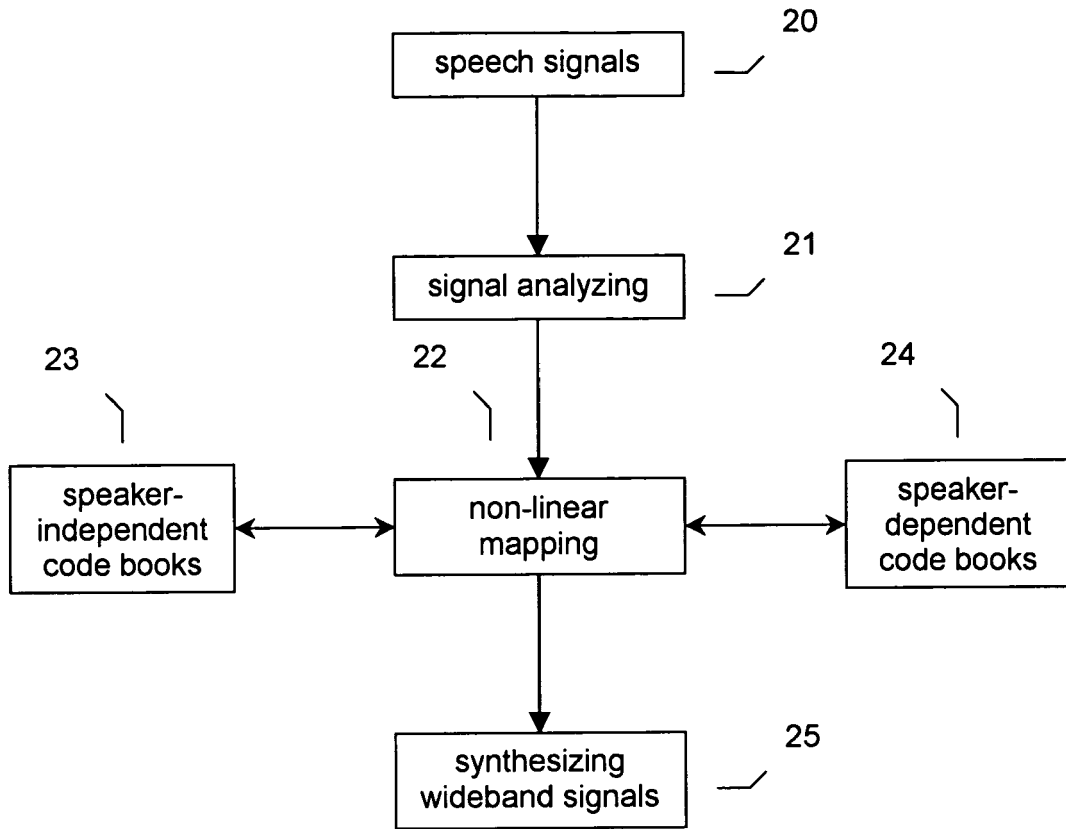 20
speech signals
21
signal analyzing
23
22
24
speaker-
independent
code books
non-linear
mapping
speaker-
dependent
code books
25
synthesizing
wideband signals